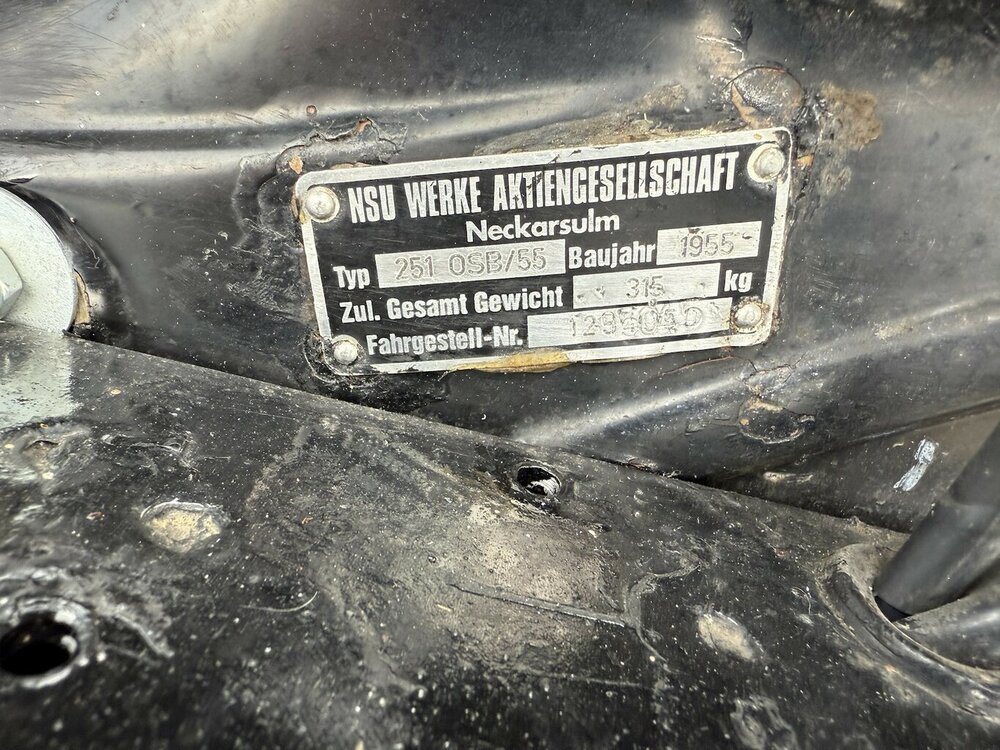 NSU WERKE AKTIENGESELLSCHAFT
Neckarsulm
Typ 251 OSB/55 Baujahr 1955
Zul. Gesamt Gewicht 315 kg
Fahrgestell-Nr.